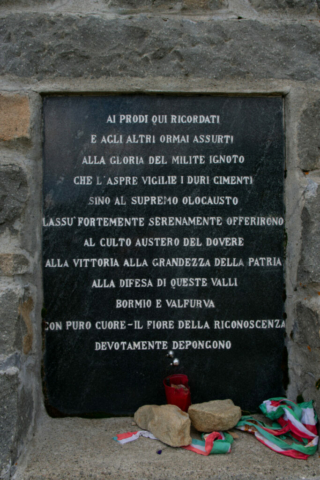 AI PRODI QUI RICORDATI
E AGLI ALTRI ORMAI ASSURTI
ALLA GLORIA DEL MILITE IGNOTO
CHE L'ASPRE VIGILIE I DURI CIMENTI
SINO AL SUPREMO OLOCAUSTO
LASSU' FORTEMENTE SERENAMENTE OFFERIRONO
AL CULTO AUSTERO DEL DOVERE
ALLA VITTORIA ALLA GRANDEZZA DELLA PATRIA
ALLA DIFESA DI QUESTE VALLI
BORMIO E VALFURVA
CON PURO CUORE-IL FIORE DELLA RICONOSCENZA
DEVOTAMENTE DEPONGONO